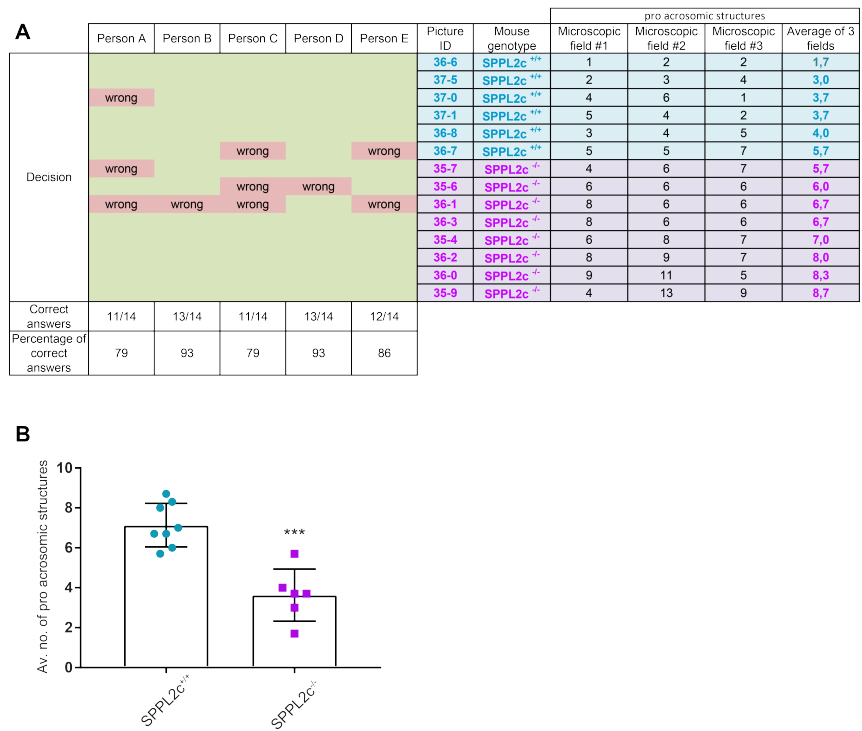 A
pro acrosomic structures
Person A Person B Person C Person D Person E Picture ID Mouse genotype Microscopic field #1 Microscopic field #2 Microscopic field #3 Average of 3 fields
Decision
36-6 SPPL2c +/+ 1 2 2 1,7
37-5 SPPL2c +/+ 2 3 4 3,0
wrong 37-0 SPPL2c +/+ 4 6 1 3,7
37-1 SPPL2c +/+ 5 4 2 3,7
36-8 SPPL2c +/+ 3 4 5 4,0
wrong wrong 36-7 SPPL2c +/+ 5 5 7 5,7
wrong 35-7 SPPL2c -/- 4 6 7 5,7
wrong wrong 35-6 SPPL2c -/- 6 6 6 6,0
wrong wrong wrong wrong 36-1 SPPL2c -/- 8 6 6 6,7
36-3 SPPL2c -/- 8 6 6 6,7
35-4 SPPL2c -/- 6 8 7 7,0
36-2 SPPL2c -/- 8 9 7 8,0
36-0 SPPL2c -/- 9 11 5 8,3
35-9 SPPL2c -/- 4 13 9 8,7
Correct answers 11/14 13/14 11/14 13/14 12/14
Percentage of correct answers 79 93 79 93 86
B
Av. no. of pro acrosomic structures
10
8
6
4
2
0
***
SPPL2c+/+
SPPL2c-/-